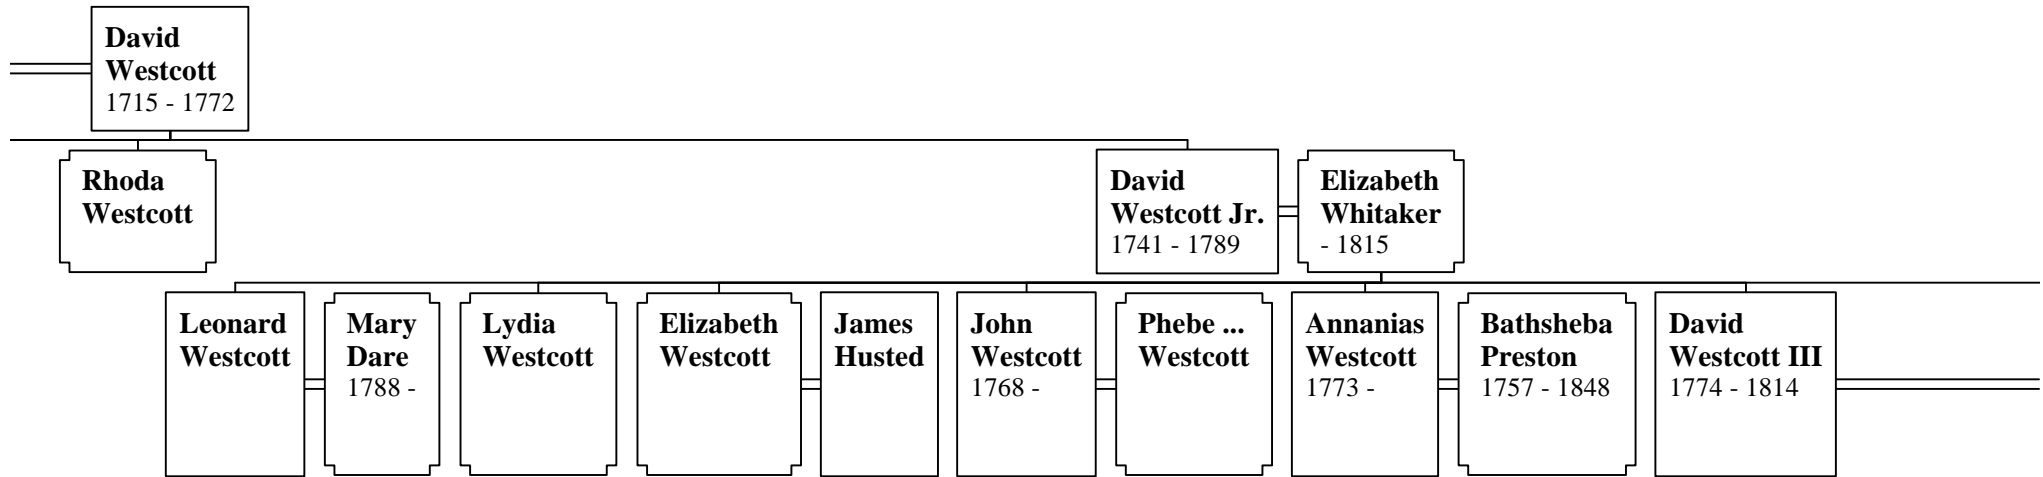 David
Westcott
1715 - 1772
Rhoda
Westcott
David
Westcott Jr.
1741 - 1789
Elizabeth
Whitaker
- 1815
Leonard
Westcott
Mary
Dare
1788 -
Lydia
Westcott
Elizabeth
Westcott
James
Husted
John
Westcott
1768 -
Phebe ...
Westcott
Annanias
Westcott
1773 -
Bathsheba
Preston
1757 - 1848
David
Westcott III
1774 - 1814